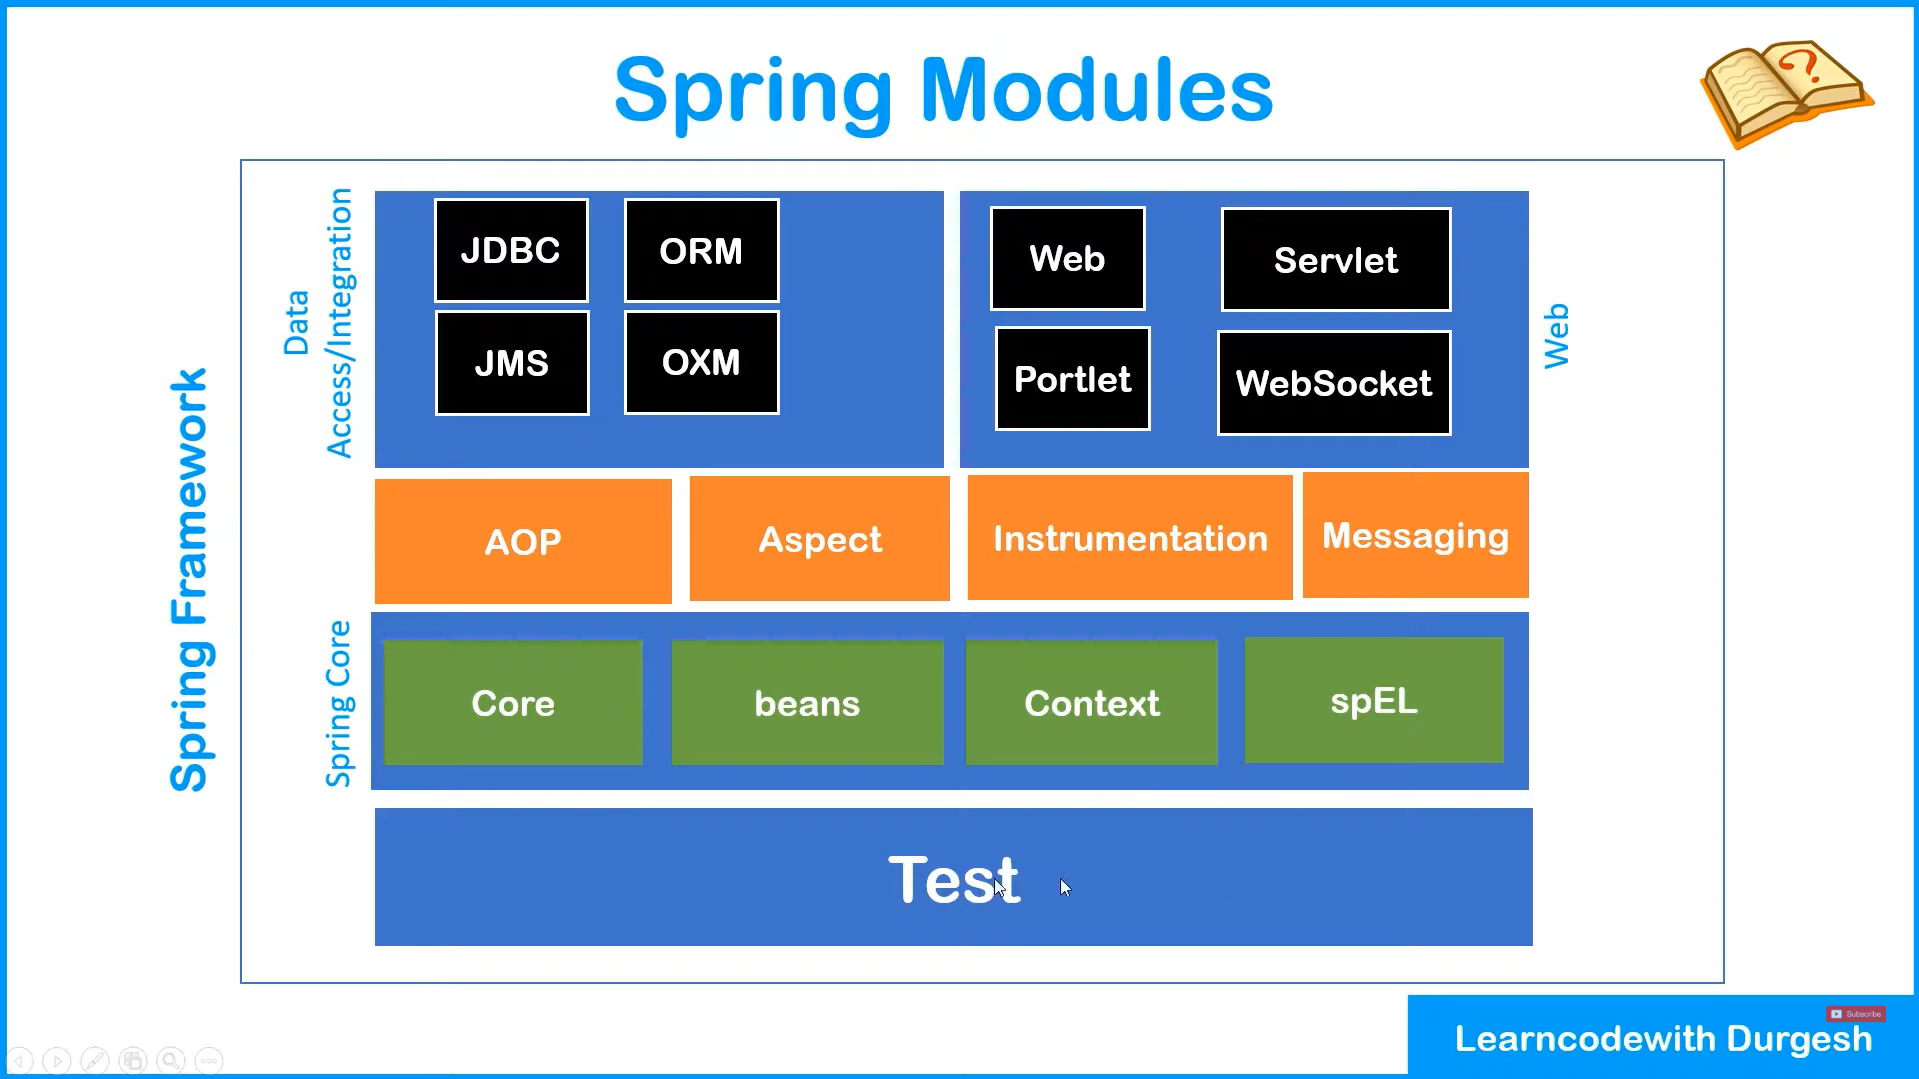 Spring Modules
?
Spring Framework
Data
Access/Integration
JDBC
ORM
JMS
OXM
Web
Servlet
Portlet
WebSocket
Web
AOP
Aspect
Instrumentation
Messaging
Spring Core
Core
beans
Context
spEL
Test
Subscribe
Learncodewith Durgesh